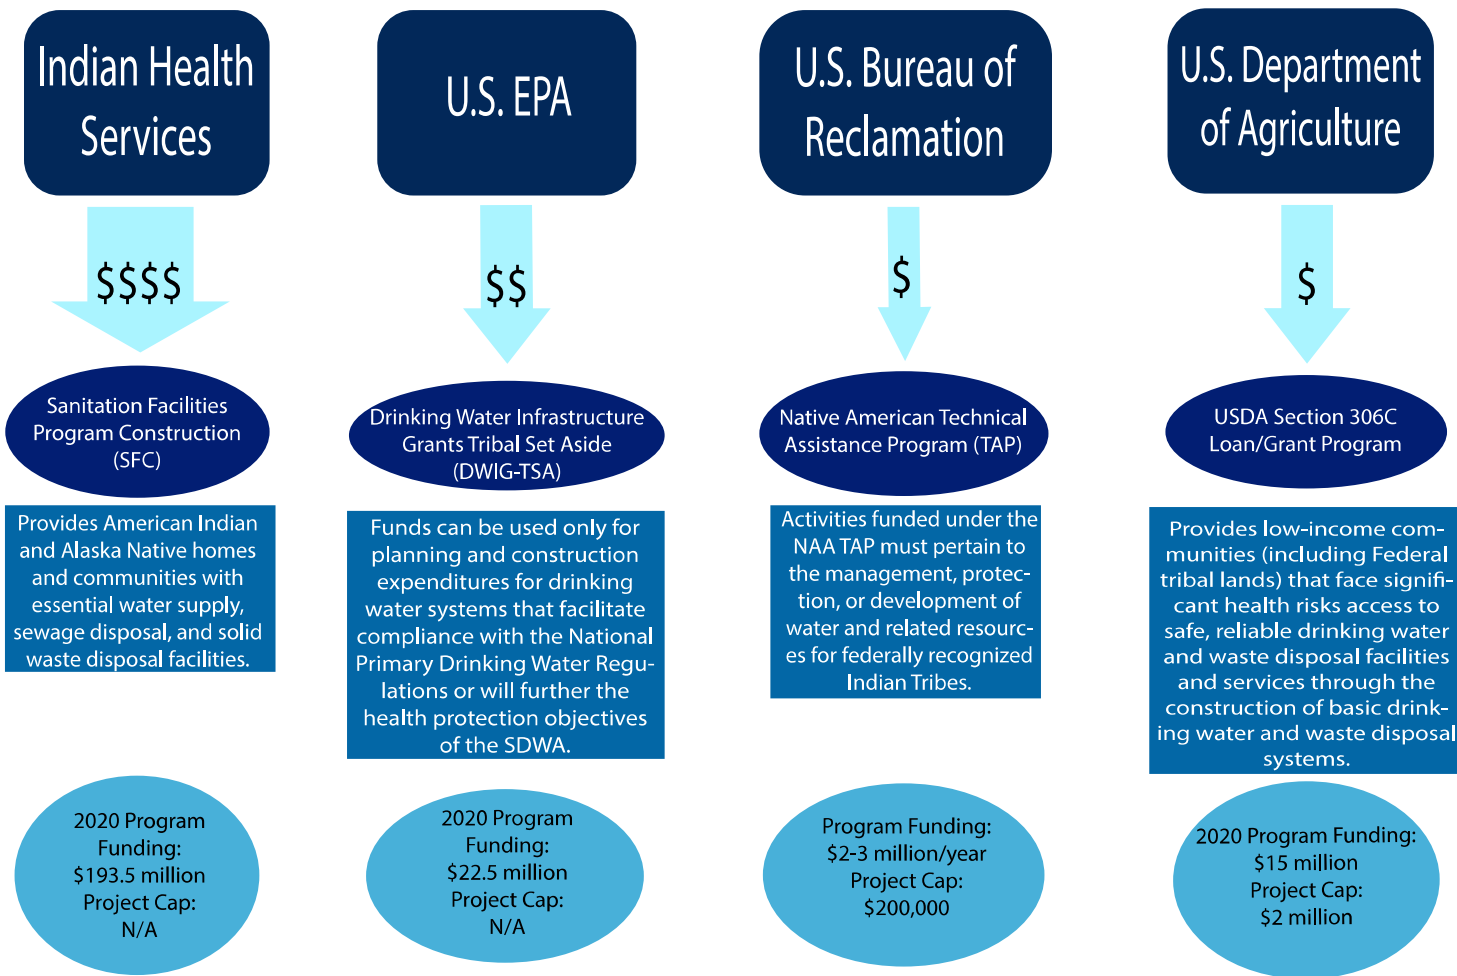 Indian Health
Services
$$$$
Sanitation Facilities
Program Construction
(SFC)
Provides American Indian
and Alaska Native homes
and communities with
essential water supply,
sewage disposal, and solid
waste disposal facilities.
2020 Program
Funding:
$193.5 million
Project Cap:
N/A
U.S. EPA
$$
Drinking Water Infrastructure
Grants Tribal Set Aside
(DWIG-TSA)
Funds can be used only for
planning and construction
expenditures for drinking
water systems that facilitate
compliance with the National
Primary Drinking Water Regu-
lations or will further the
health protection objectives
of the SDWA.
2020 Program
Funding:
$22.5 million
Project Cap:
N/A
U.S. Bureau of
Reclamation
$
Native American Technical
Assistance Program (TAP)
Activities funded under the
NAA TAP must pertain to
the management, protec-
tion, or development of
water and related resourc-
es for federally recognized
Indian Tribes.
Program Funding:
$2-3 million/year
Project Cap:
$200,000
U.S. Department
of Agriculture
$
USDA Section 306C
Loan/Grant Program
Provides low-income com-
munities (including Federal
tribal lands) that face signifi-
cant health risks access to
safe, reliable drinking water
and waste disposal facilities
and services through the
construction of basic drink-
ing water and waste disposal
systems.
2020 Program Funding:
$15 million
Project Cap:
$2 million